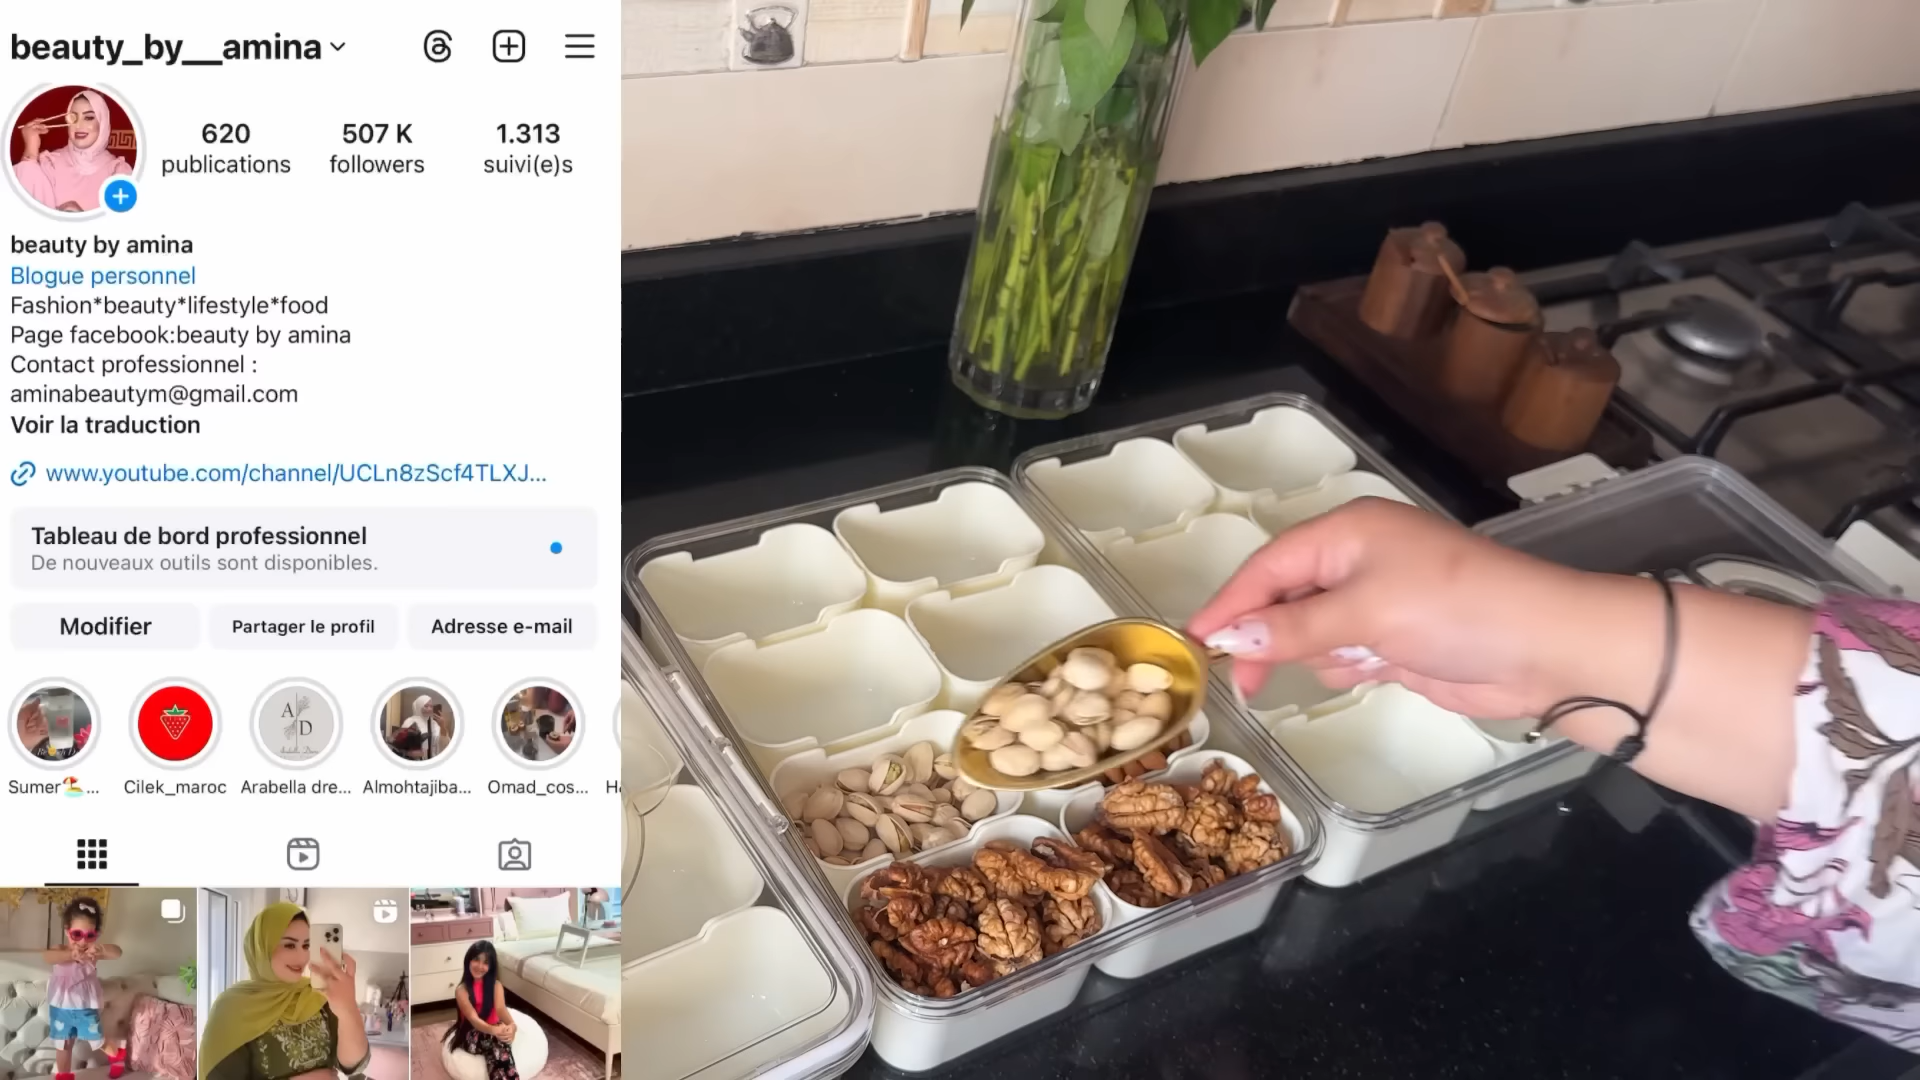 beauty_by__amina
620
publications
507 K
followers
1.313
suivi(e)s
beauty by amina
Blogue personnel
Fashion*beauty*lifestyle*food
Page facebook:beauty by amina
Contact professionnel :
aminabeautym@gmail.com
Voir la traduction
www.youtube.com/channel/UCLn8zScf4TLXJ...
Tableau de bord professionnel
De nouveaux outils sont disponibles.
Modifier
Partager le profil
Adresse e-mail
A D
Sumer🏖️...
Cilek_maroc
Arabella dre...
Almohtajiba...
Omad_cos...